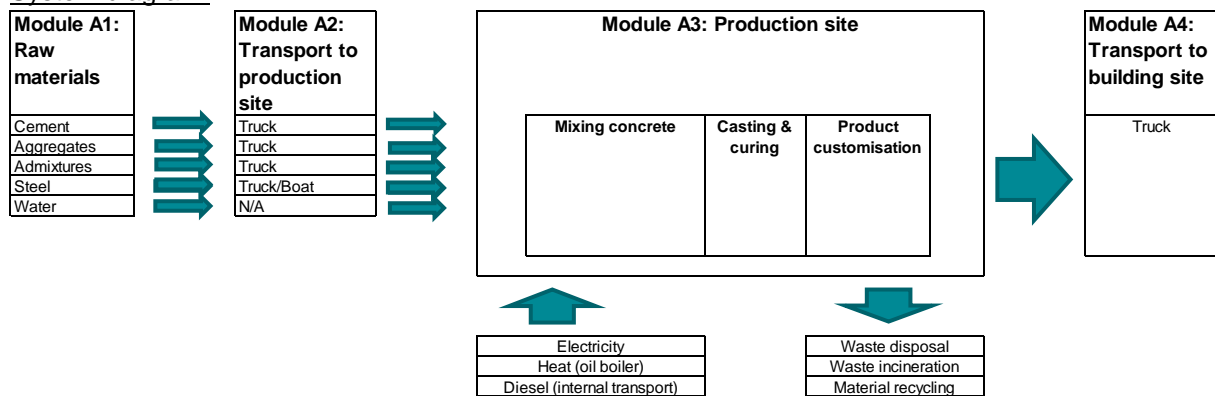 System diagram
Module A1:
Raw
materials
Cement
Aggregates
Admixtures
Steel
Water
Module A2:
Transport to
production
site
Truck
Truck
Truck
Truck/Boat
N/A
Module A3: Production site
Mixing concrete
Casting &
curing
Product
customisation
Electricity
Heat (oil boiler)
Diesel (internal transport)
Waste disposal
Waste incineration
Material recycling
Module A4:
Transport to
building site
Truck